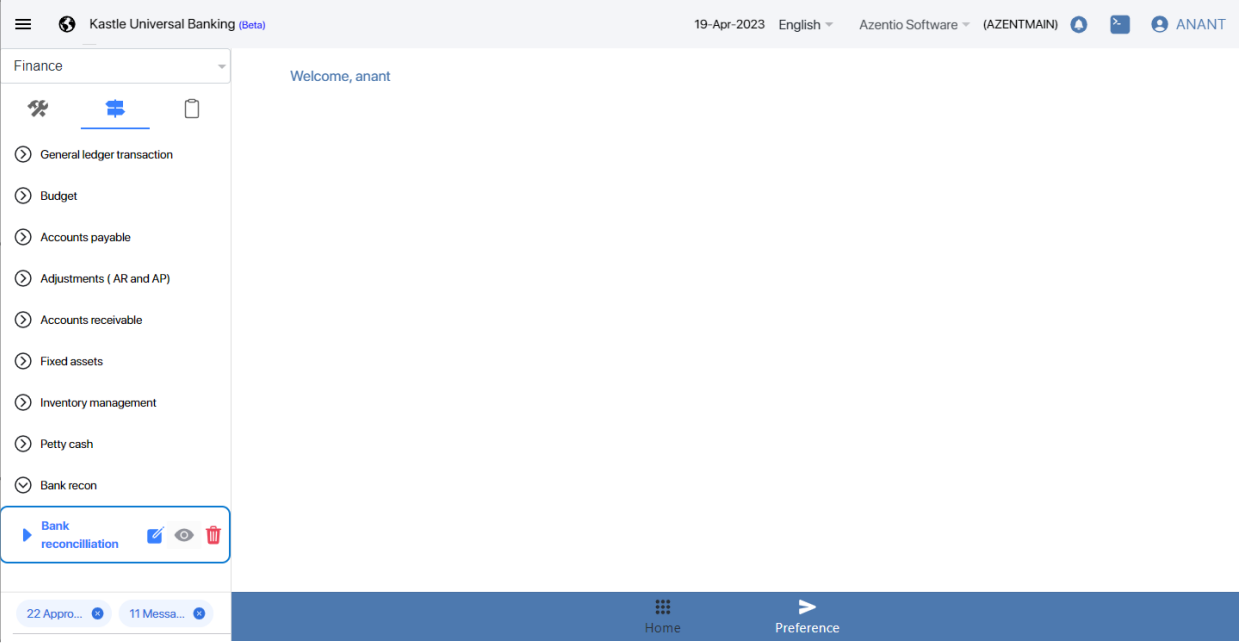 Kastle Universal Banking (Beta)
19-Apr-2023 English Azentio Software (AZENTMAIN) ANANT
Finance
Welcome, anant
General ledger transaction
Budget
Accounts payable
Adjustments ( AR and AP)
Accounts receivable
Fixed assets
Inventory management
Petty cash
Bank recon
Bank
reconcilliation
22 Appro... 11 Messa...
Home
Preference